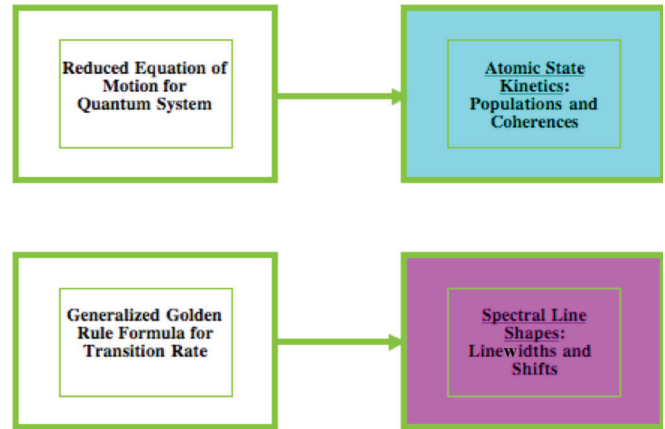 Reduced Equation of
Motion for
Quantum System
Atomic State
Kinetics:
Populations and
Coherences
Generalized Golden
Rule Formula for
Transition Rate
Spectral Line
Shapes:
Linewidths and
Shifts